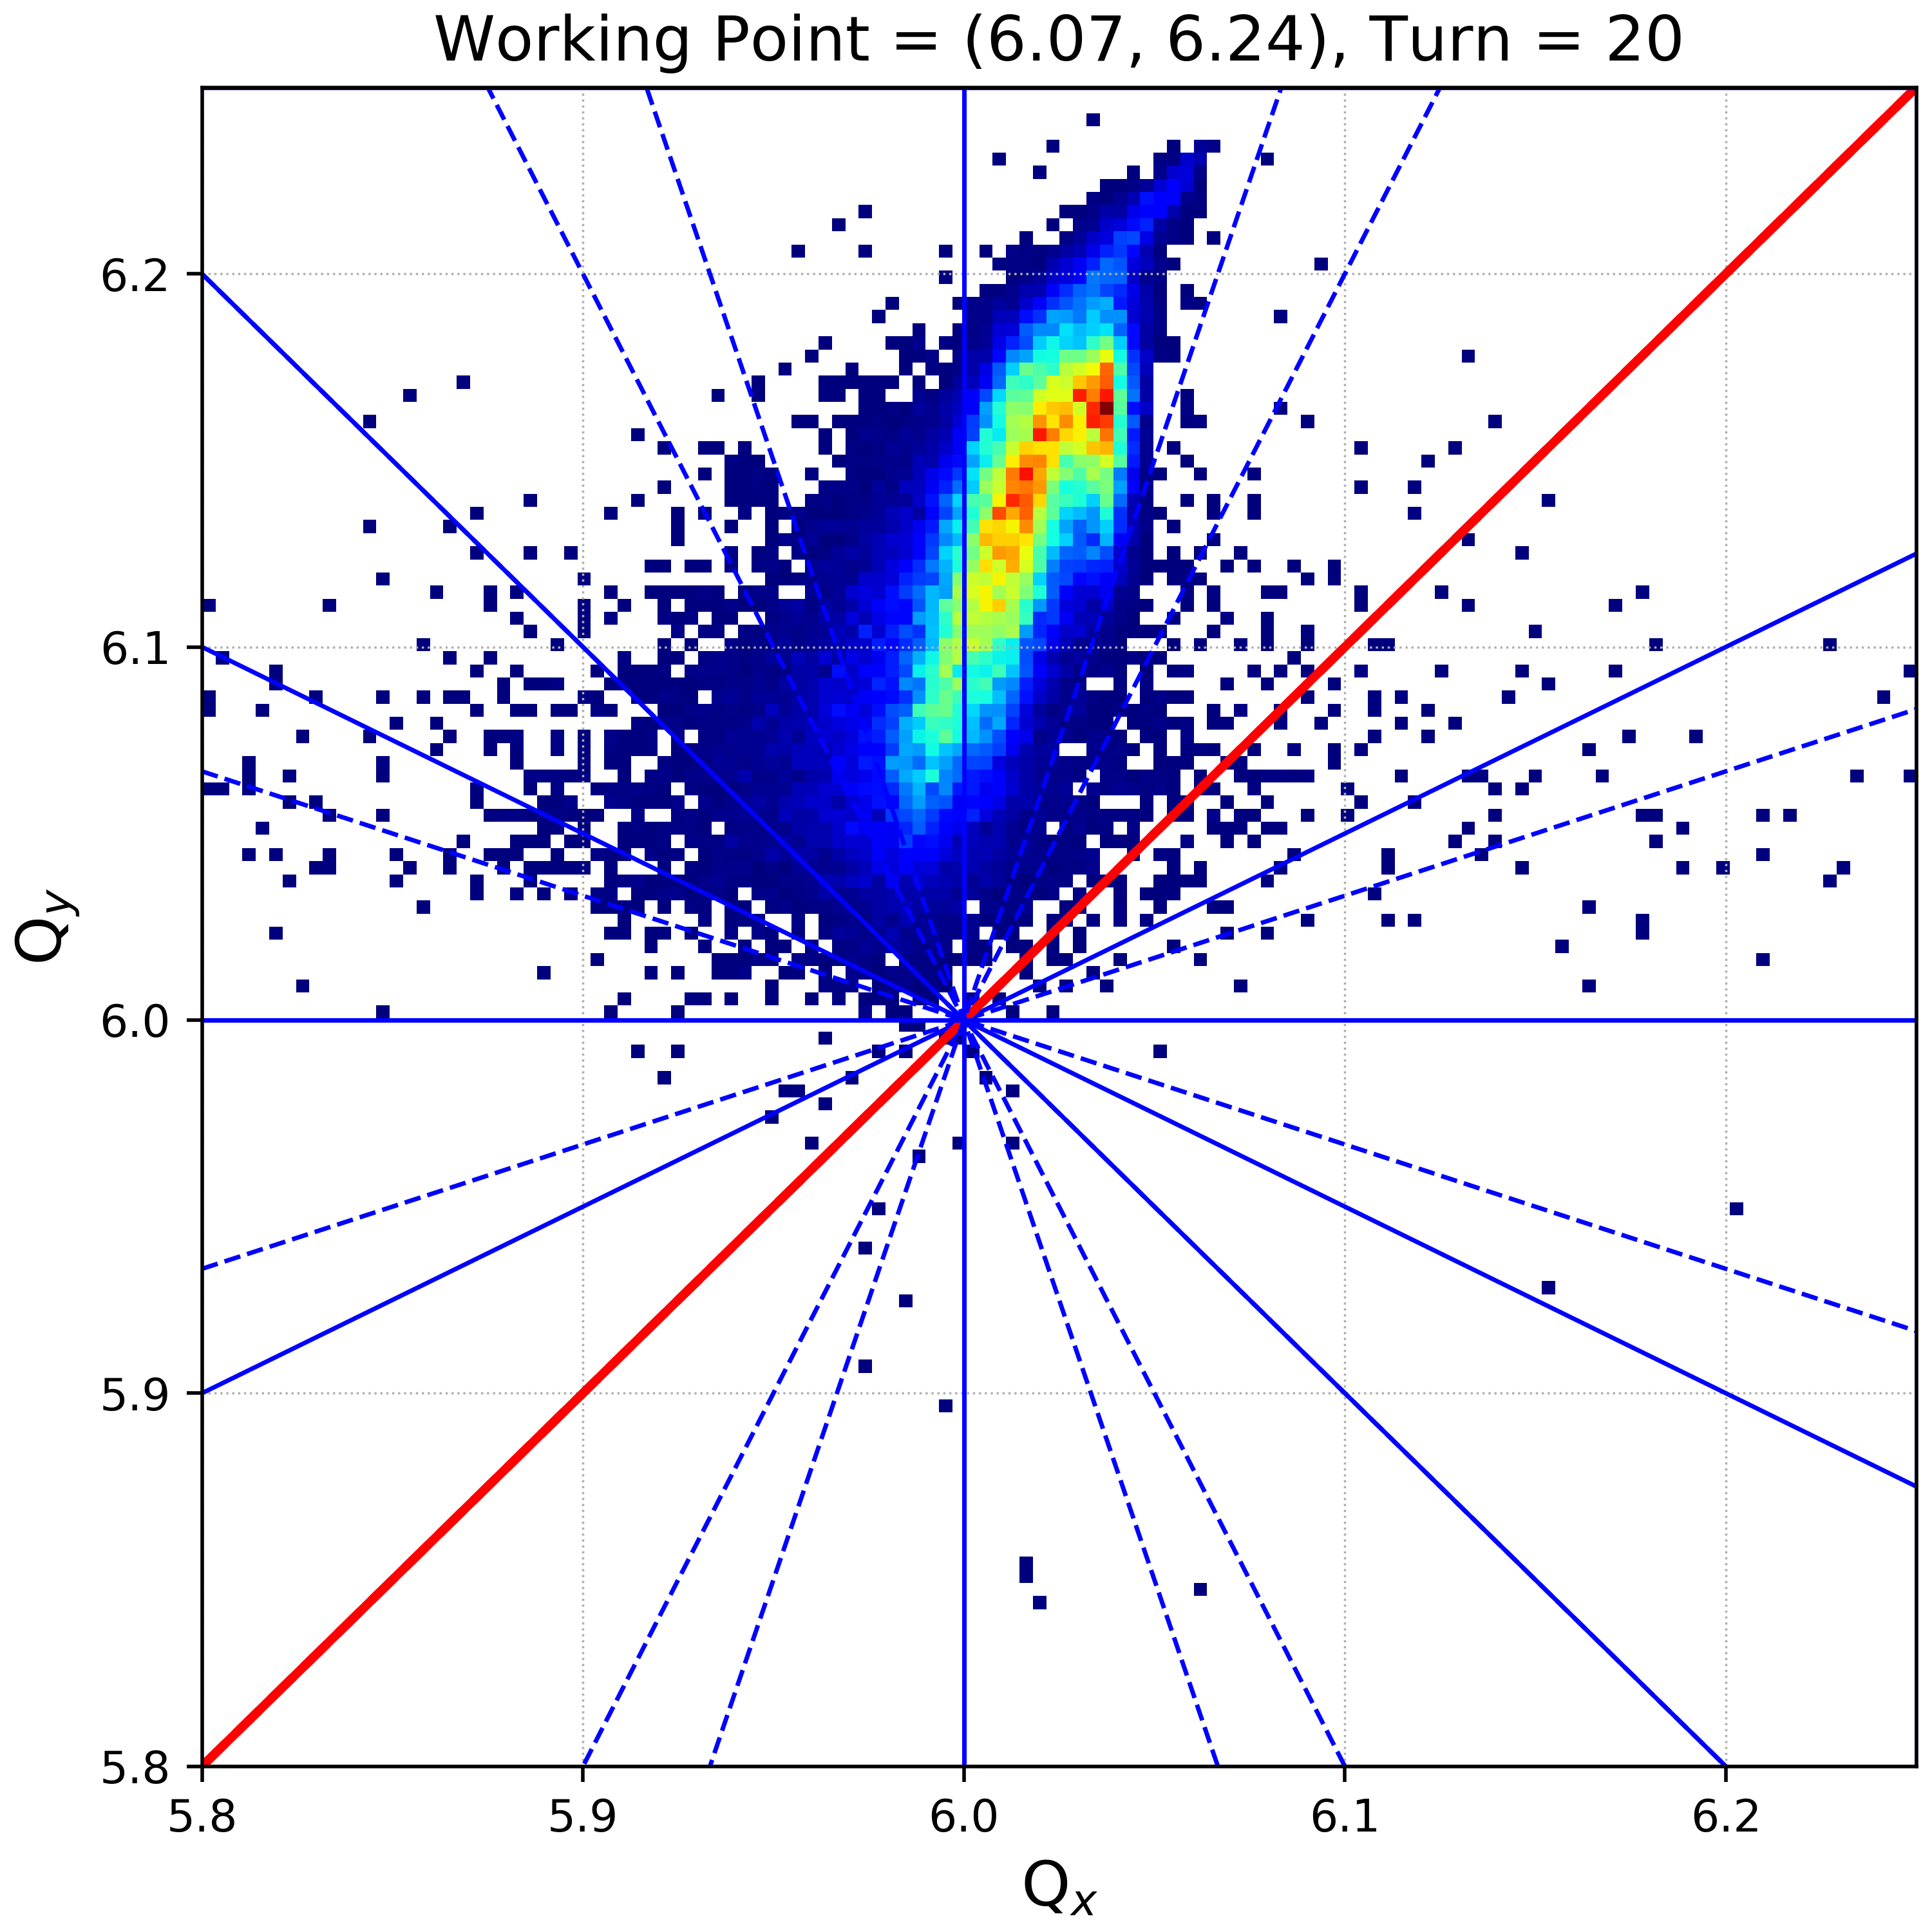 Working Point = (6.07, 6.24), Turn = 20
6.2
6.1
6.0
5.9
5.8
Qy
5.8 5.9 6.0 6.1 6.2
Qx